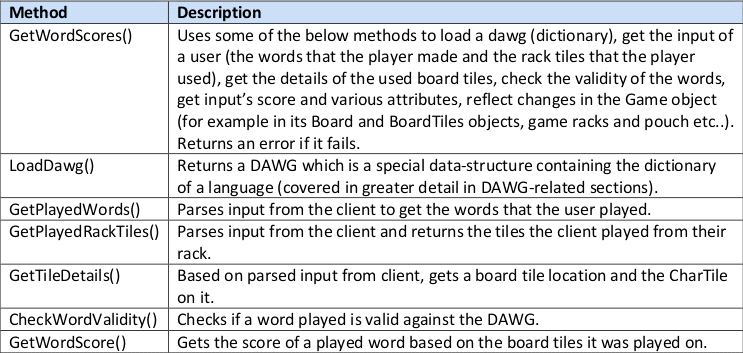 Method Description
GetWordScores() Uses some of the below methods to load a dawg (dictionary), get the input of
a user (the words that the player made and the rack tiles that the player
used), get the details of the used board tiles, check the validity of the words,
get input's score and various attributes, reflect changes in the Game object
(for example in its Board and BoardTiles objects, game racks and pouch etc..).
Returns an error if it fails.
LoadDawg() Returns a DAWG which is a special data-structure containing the dictionary
of a language (covered in greater detail in DAWG-related sections).
GetPlayedWords() Parses input from the client to get the words that the user played.
GetPlayedRackTiles() Parses input from the client and returns the tiles the client played from their
rack.
GetTileDetails() Based on parsed input from client, gets a board tile location and the CharTile
on it.
CheckWordValidity() Checks if a word played is valid against the DAWG.
GetWordScore() Gets the score of a played word based on the board tiles it was played on.